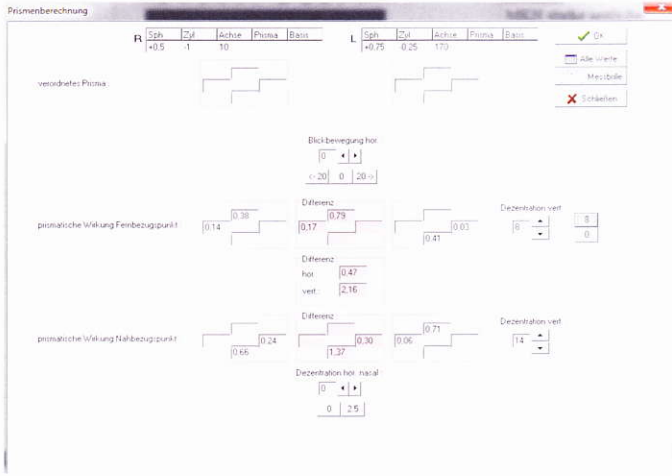 Prismenberechnung
R Sph Zyl Achse Prisma Basis
+0.5 -1 10
L Sph Zyl Achse Prisma Basis
+0.75 -0.25 170
OK
Alle Werte
Messbrille
Schließen
verordnetes Prisma:
Blickbewegung hor.
0
<-20 0 20->
prismatische Wirkung Fernbezugspunkt
0.14 0.38
Differenz
0,17 0,79
0.03 0.41
Dezentration vert.
8
8
0
Differenz
hor. 0,47
vert. 2,16
prismatische Wirkung Nahbezugspunkt
0.24 0.66
Differenz
0,30 1,37
0.06 0.71
Dezentration vert.
14
Dezentration hor. nasal
0
0 2.5